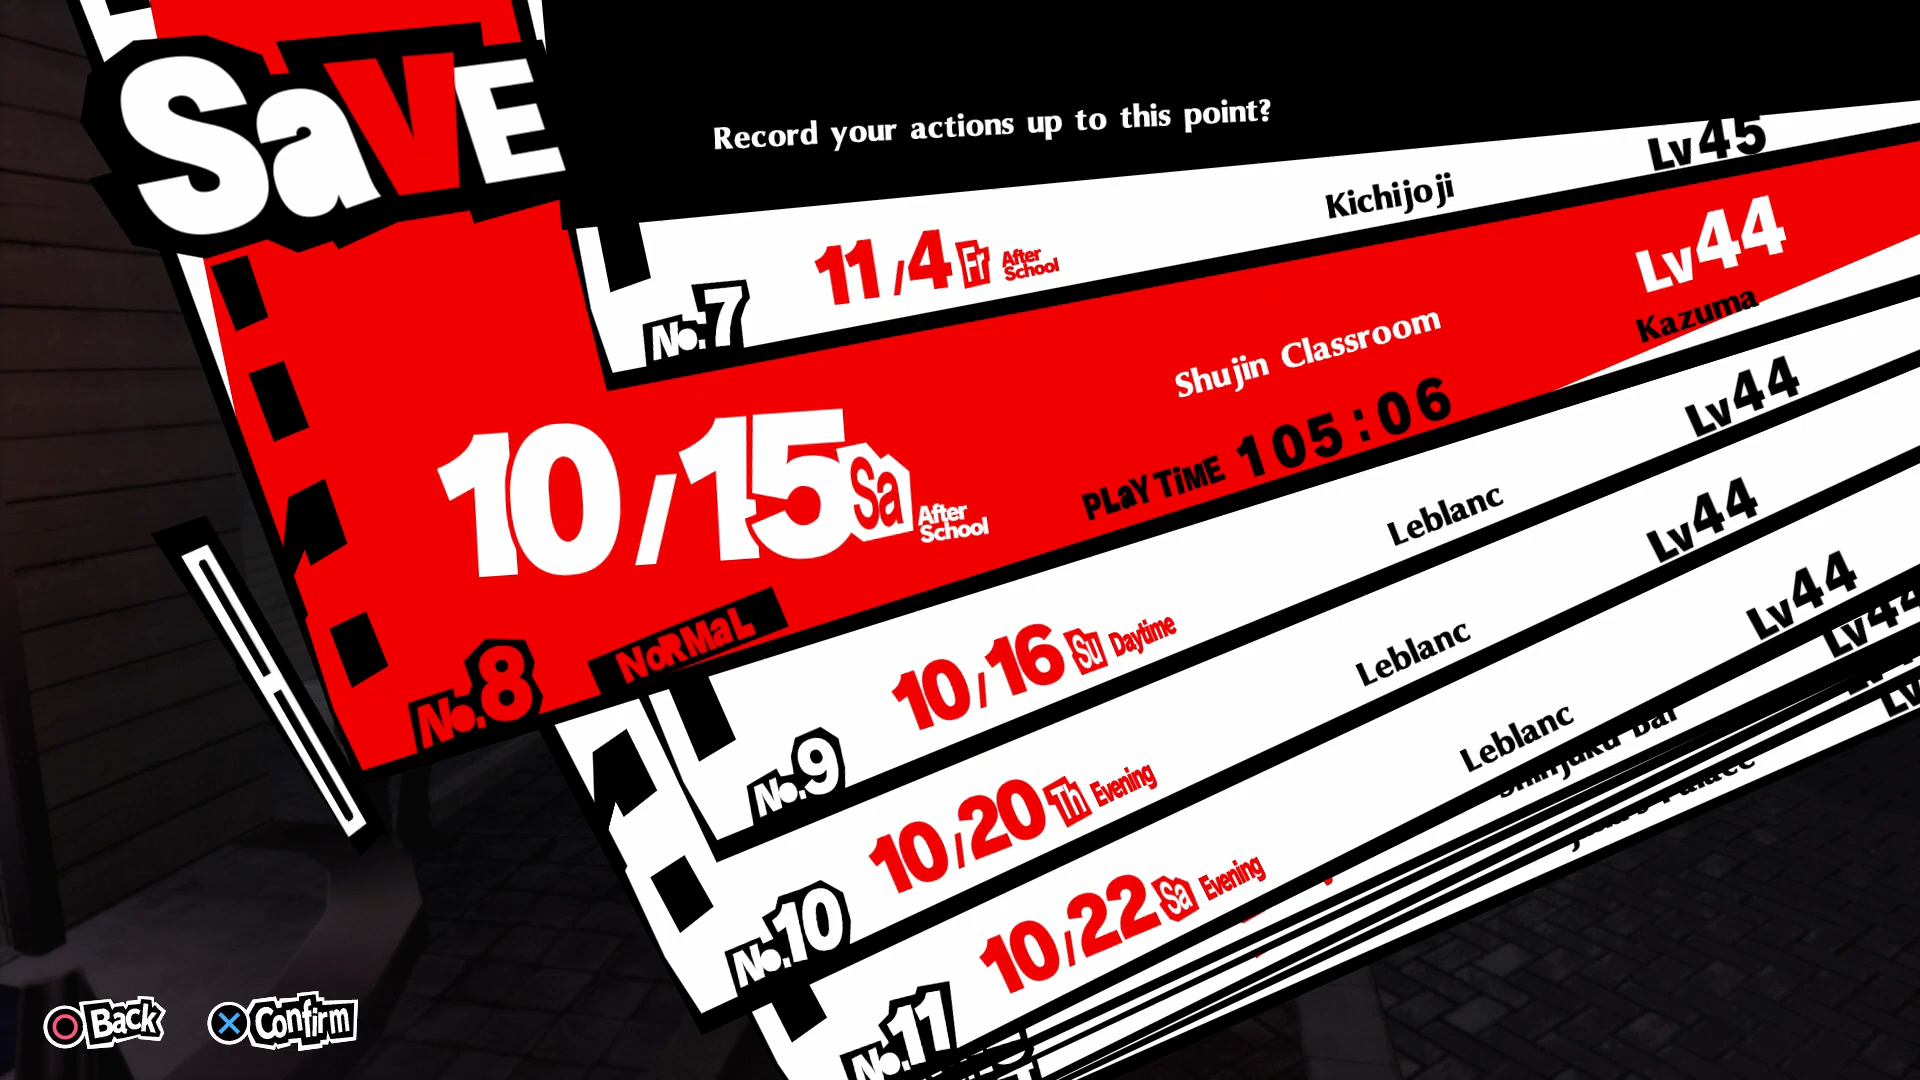 SaVE
Record your actions up to this point?
No.7 11/4 Fr After School Kichijoji Lv45
No.8 10/15 Sa After School Shujin Classroom Lv44
Kazuma
PLaY TiME 105:06
NoRMaL
No.9 10/16 Su Daytime Leblanc Lv44
No.10 10/20 Th Evening Leblanc Lv44
No.11 10/22 Sa Evening Leblanc Lv44
Shinjuku Bar Lv44
Back
Confirm